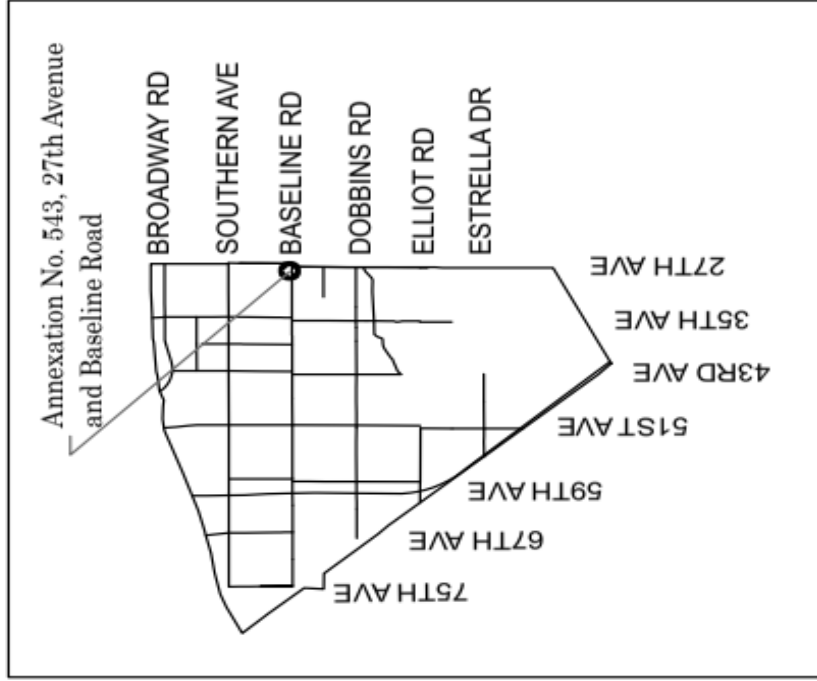 Annexation No. 543, 27th Avenue
and Baseline Road
BROADWAY RD
SOUTHERN AVE
BASELINE RD
DOBBINS RD
ELLIOT RD
ESTRELLA DR
27TH AVE
35TH AVE
43RD AVE
51ST AVE
59TH AVE
67TH AVE
75TH AVE